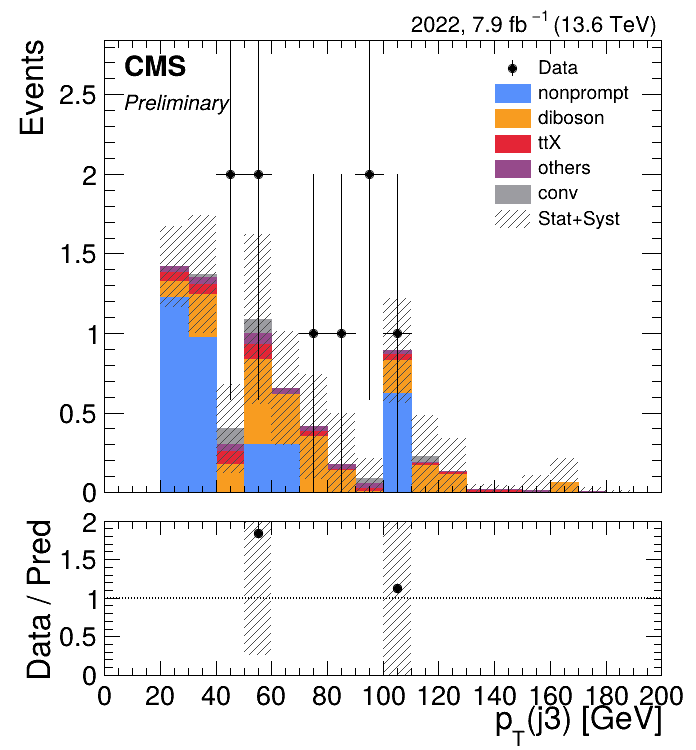 2022, 7.9 fb⁻¹ (13.6 TeV)
CMS
Preliminary
Events
Data
nonprompt
diboson
ttX
others
conv
Stat+Syst
2.5
2
1.5
1
0.5
0
Data / Pred
2
1.5
1
0.5
0
0 20 40 60 80 100 120 140 160 180 200
p_T(j3) [GeV]